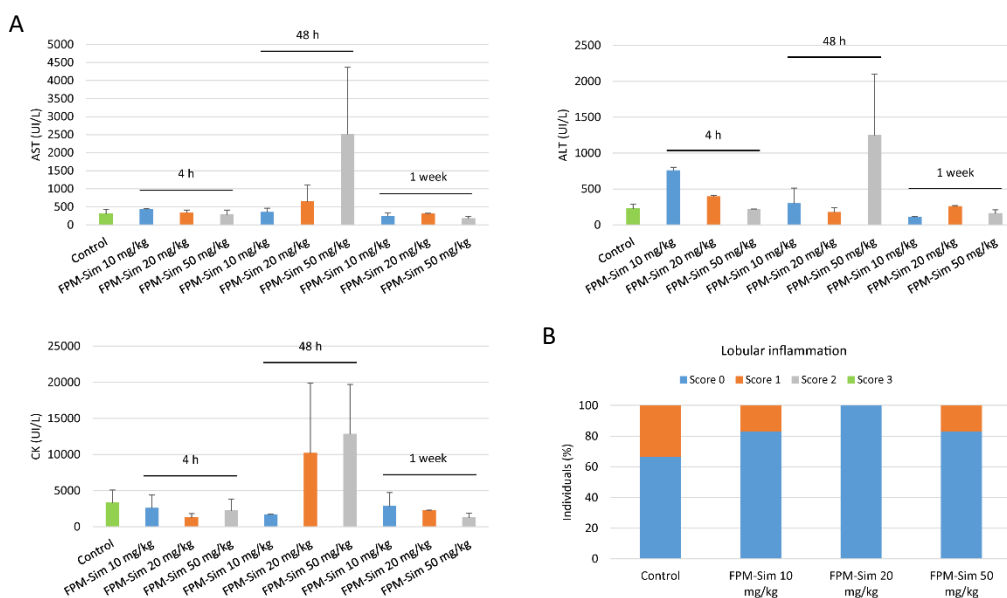 A
AST (UI/L)
5000
4500
4000
3500
3000
2500
2000
1500
1000
500
0
4 h
48 h
1 week
Control
FPM-Sim 10 mg/kg
FPM-Sim 20 mg/kg
FPM-Sim 50 mg/kg
FPM-Sim 10 mg/kg
FPM-Sim 20 mg/kg
FPM-Sim 50 mg/kg
FPM-Sim 10 mg/kg
FPM-Sim 20 mg/kg
FPM-Sim 50 mg/kg
ALT (UI/L)
2500
2000
1500
1000
500
0
4 h
48 h
1 week
Control
FPM-Sim 10 mg/kg
FPM-Sim 20 mg/kg
FPM-Sim 50 mg/kg
FPM-Sim 10 mg/kg
FPM-Sim 20 mg/kg
FPM-Sim 50 mg/kg
FPM-Sim 10 mg/kg
FPM-Sim 20 mg/kg
FPM-Sim 50 mg/kg
CK (UI/L)
25000
20000
15000
10000
5000
0
4 h
48 h
1 week
Control
FPM-Sim 10 mg/kg
FPM-Sim 20 mg/kg
FPM-Sim 50 mg/kg
FPM-Sim 10 mg/kg
FPM-Sim 20 mg/kg
FPM-Sim 50 mg/kg
FPM-Sim 10 mg/kg
FPM-Sim 20 mg/kg
FPM-Sim 50 mg/kg
B
Lobular inflammation
Score 0 Score 1 Score 2 Score 3
Individuals (%)
100
80
60
40
20
0
Control
FPM-Sim 10
mg/kg
FPM-Sim 20
mg/kg
FPM-Sim 50
mg/kg